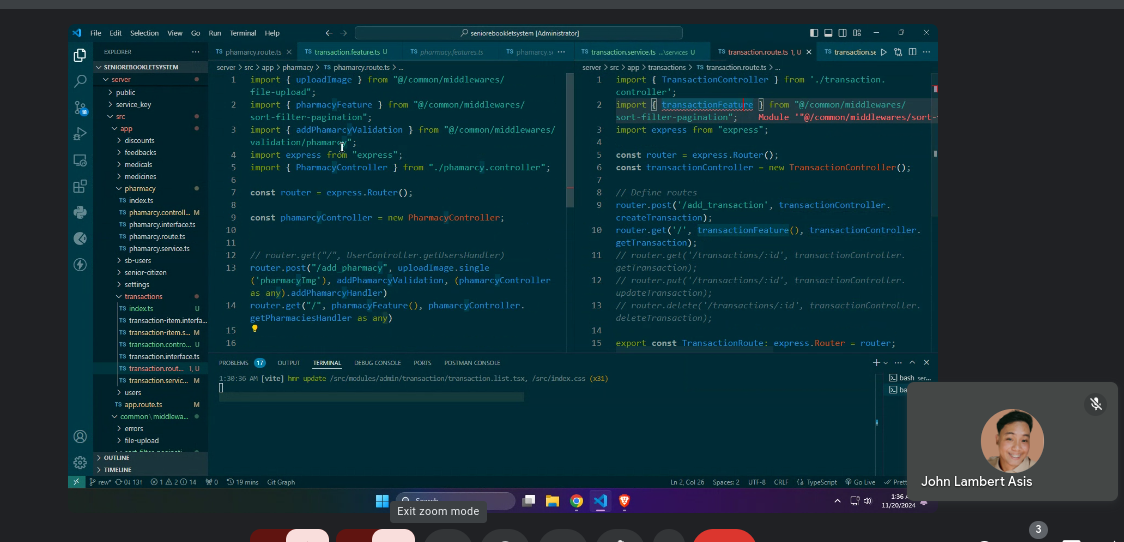 File Edit Selection View Go Run Terminal Help
seniorebookletsystem [Administrator]
EXPLORER
SENIOREBOOKLETSYSTEM
server
public
service_key
src
app
discounts
feedbacks
medicals
medicines
pharmacy
index.ts
phamarcy.controll... M
pharmacy.interface.ts
pharmacy.route.ts
phamarcy.service.ts
sb-users
senior-citizen
settings
transactions
index.ts U
transaction-item.interfa...
transaction-item.s... M
transaction.contro... U
transaction.interface.ts
transaction.rout... 1, U
transaction.servic... M
users
app.route.ts M
common \ middlewa...
errors
file-upload
OUTLINE
TIMELINE
phamarcy.route.ts
transaction.feature.ts U
pharmacy.features.ts
server > src > app > pharmacy > phamarcy.route.ts > ...
1 import { uploadImage } from "@/common/middlewares/
file-upload";
2 import { pharmacyFeature } from "@/common/middlewares/
sort-filter-pagination";
3 import { addPhamarcyValidation } from "@/common/middlewares/
validation/phamarcy";
4 import express from "express";
5 import { PharmacyController } from "./phamarcy.controller";
6
7 const router = express.Router();
8
9 const phamarcyController = new PharmacyController;
10
11
12 // router.get("/", UserController.getUsersHandler)
13 router.post("/add_pharmacy", uploadImage.single
('pharmacyImg'), addPhamarcyValidation, (phamarcyController
as any).addPhamarcyHandler)
14 router.get("/", pharmacyFeature(), phamarcyController.
getPharmaciesHandler as any)
15
16
transaction.service.ts ...\services U
transaction.route.ts 1, U
server > src > app > transactions > transaction.route.ts > ...
1 import { TransactionController } from './transaction.
controller';
2 import { transactionFeature } from "@/common/middlewares/
sort-filter-pagination"; Module '"@/common/middlewares/sort-
3 import express from "express";
4
5 const router = express.Router();
6 const transactionController = new TransactionController();
7
8 // Define routes
9 router.post('/add_transaction', transactionController.
createTransaction);
10 router.get('/', transactionFeature(), transactionController.
getTransaction);
11 // router.get('/transactions/:id', transactionController.
getTransaction);
12 // router.put('/transactions/:id', transactionController.
updateTransaction);
13 // router.delete('/transactions/:id', transactionController.
deleteTransaction);
14
15 export const TransactionRoute: express.Router = router;
PROBLEMS 17 OUTPUT TERMINAL DEBUG CONSOLE PORTS POSTMAN CONSOLE
1:30:36 AM [vite] hmr update /src/modules/admin/transaction/transaction.list.tsx, /src/index.css (x31)
bash ser...
19 mins Git Graph
Ln 2, Col 26 Spaces: 2 UTF-8 CRLF TypeScript Go Live
Search
11/20/2024
Exit zoom mode
John Lambert Asis
3